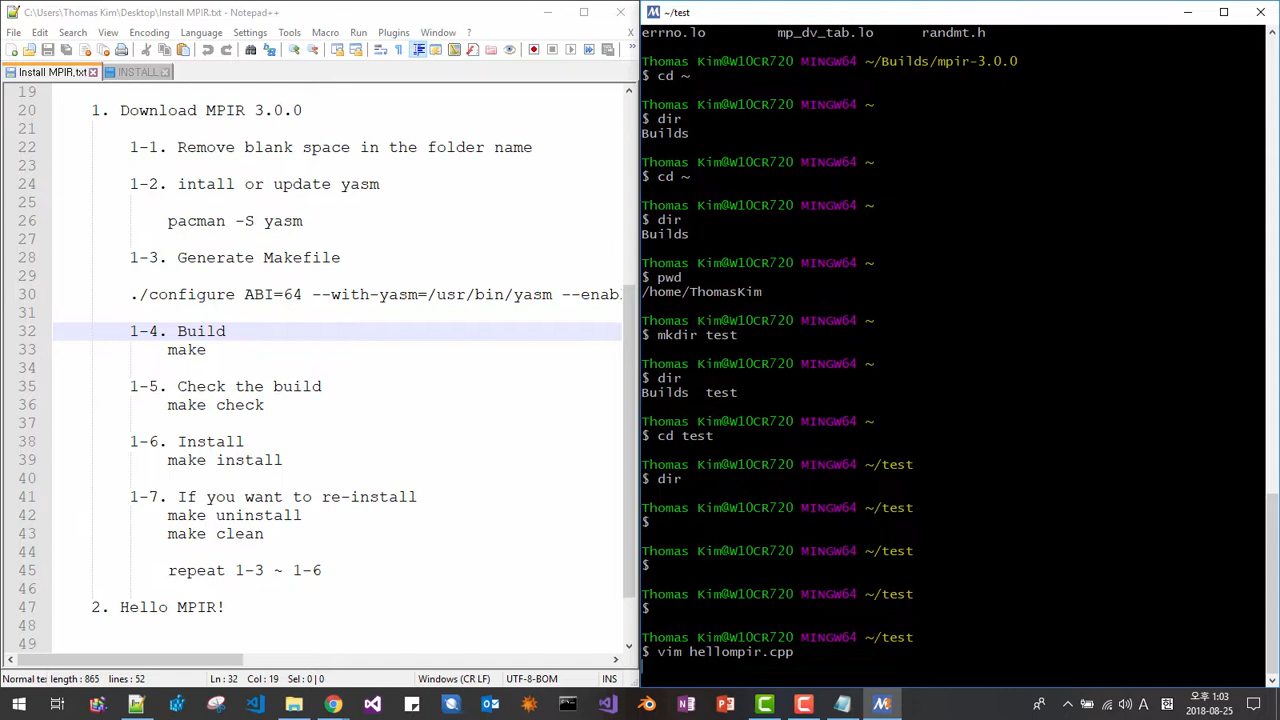 C:\Users\Thomas Kim\Desktop\Install MPIR.txt - Notepad++
File Edit Search View Encoding Language Settings Tools Macro Run Plugins Window ?
Install MPIR.txt INSTALL
19
20 1. Download MPIR 3.0.0
21
22 1-1. Remove blank space in the folder name
23
24 1-2. intall or update yasm
25
26 pacman -S yasm
27
28 1-3. Generate Makefile
29
30 ./configure ABI=64 --with-yasm=/usr/bin/yasm --enab
31
32 1-4. Build
33 make
34
35 1-5. Check the build
36 make check
37
38 1-6. Install
39 make install
40
41 1-7. If you want to re-install
42 make uninstall
43 make clean
44
45 repeat 1-3 ~ 1-6
46
47 2. Hello MPIR!
48
49
Normal te: length : 865 lines : 52 Ln : 32 Col : 19 Sel : 0 | 0 Windows (CR LF) UTF-8-BOM INS
~/test
errno.lo mp_dv_tab.lo randmt.h
Thomas Kim@W10CR720 MINGW64 ~/Builds/mpir-3.0.0
$ cd ~
Thomas Kim@W10CR720 MINGW64 ~
$ dir
Builds
Thomas Kim@W10CR720 MINGW64 ~
$ cd ~
Thomas Kim@W10CR720 MINGW64 ~
$ dir
Builds
Thomas Kim@W10CR720 MINGW64 ~
$ pwd
/home/ThomasKim
Thomas Kim@W10CR720 MINGW64 ~
$ mkdir test
Thomas Kim@W10CR720 MINGW64 ~
$ dir
Builds test
Thomas Kim@W10CR720 MINGW64 ~
$ cd test
Thomas Kim@W10CR720 MINGW64 ~/test
$ dir
Thomas Kim@W10CR720 MINGW64 ~/test
$
Thomas Kim@W10CR720 MINGW64 ~/test
$
Thomas Kim@W10CR720 MINGW64 ~/test
$
Thomas Kim@W10CR720 MINGW64 ~/test
$ vim hellompir.cpp
A
오후 1:03
2018-08-25